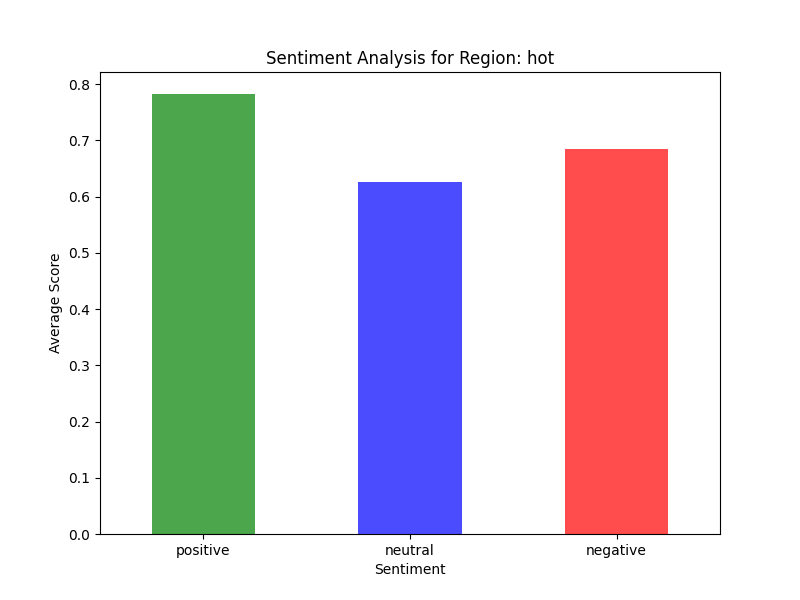 Sentiment Analysis for Region: hot
Average Score
0.8
0.7
0.6
0.5
0.4
0.3
0.2
0.1
0.0
positive neutral negative
Sentiment